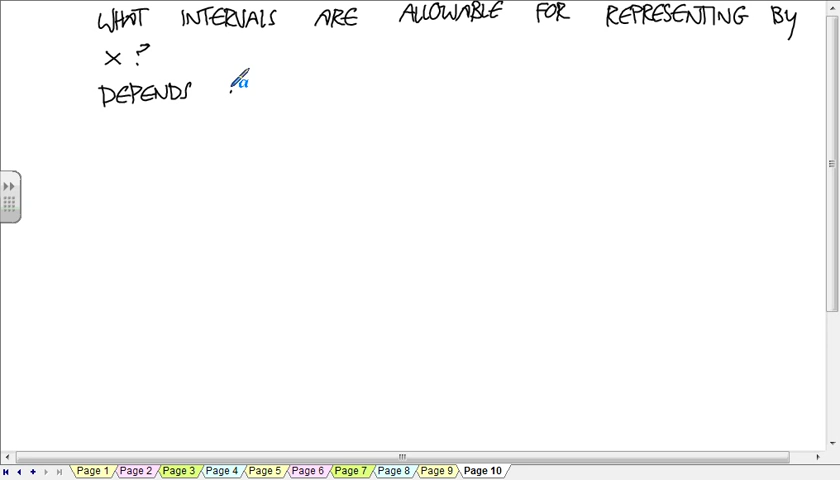 WHAT INTERVALS ARE ALLOWABLE FOR REPRESENTING BY
X ?
DEPENDS
Page 1 Page 2 Page 3 Page 4 Page 5 Page 6 Page 7 Page 8 Page 9 Page 10